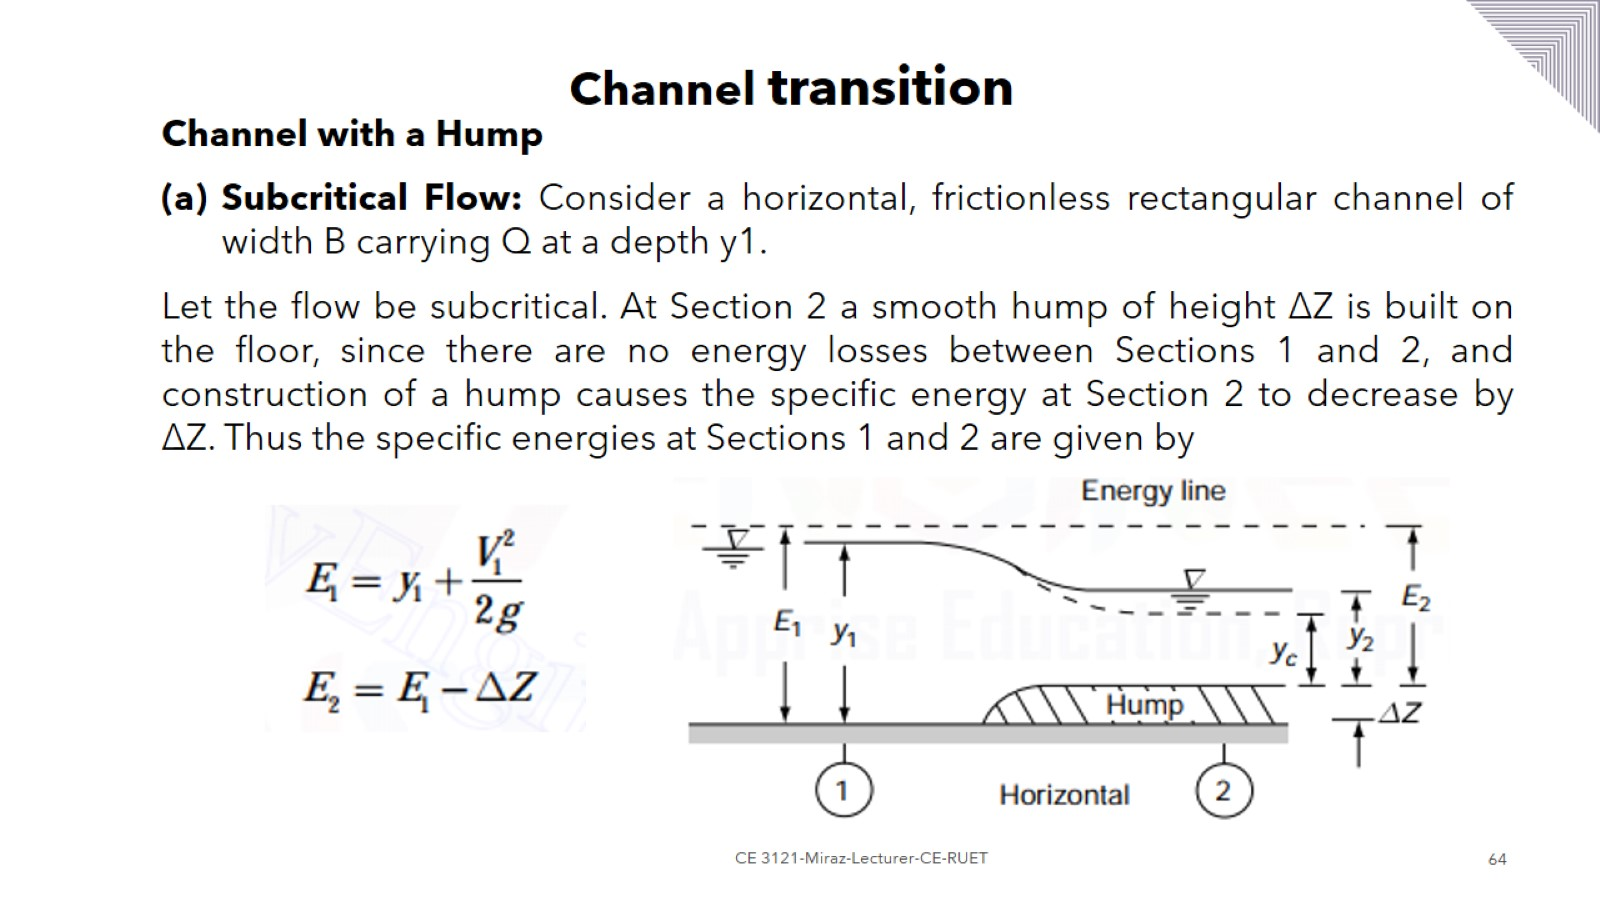 Channel transition
Channel with a Hump
(a) Subcritical Flow: Consider a horizontal, frictionless rectangular channel of
width B carrying Q at a depth y1.
Let the flow be subcritical. At Section 2 a smooth hump of height ΔZ is built on
the floor, since there are no energy losses between Sections 1 and 2, and
construction of a hump causes the specific energy at Section 2 to decrease by
ΔZ. Thus the specific energies at Sections 1 and 2 are given by
E₁ = y₁ + V₁²/2g
E₂ = E₁ − ΔZ
Energy line
E₁
y₁
y_c
y₂
E₂
Hump
ΔZ
1
Horizontal
2
Apprise Education,
CE 3121-Miraz-Lecturer-CE-RUET
64